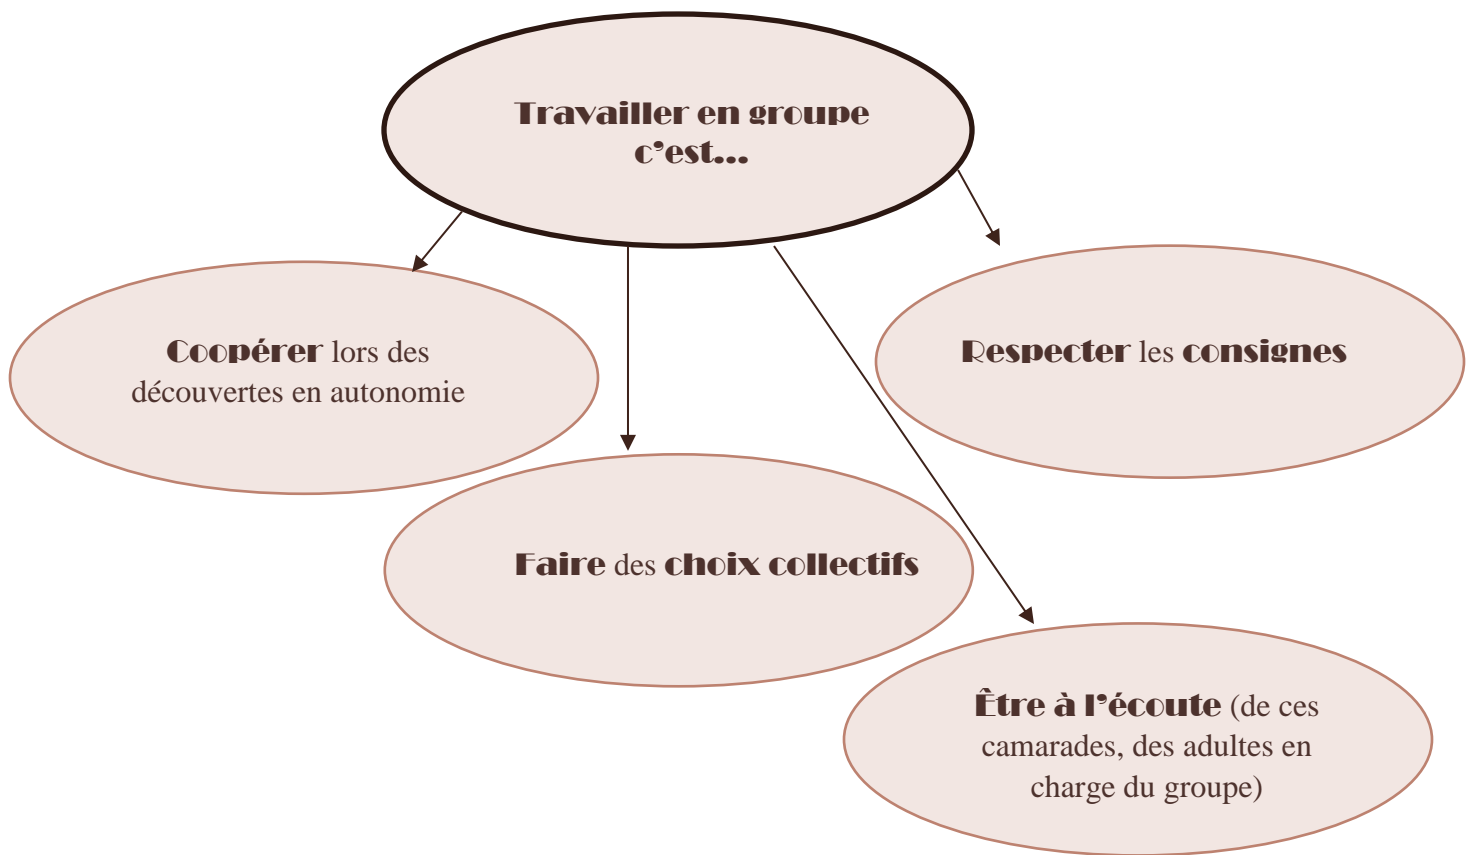 Travailler en groupe
c’est...
Coopérer lors des
découvertes en autonomie
Respecter les consignes
Faire des choix collectifs
Être à l’écoute (de ces
camarades, des adultes en
charge du groupe)